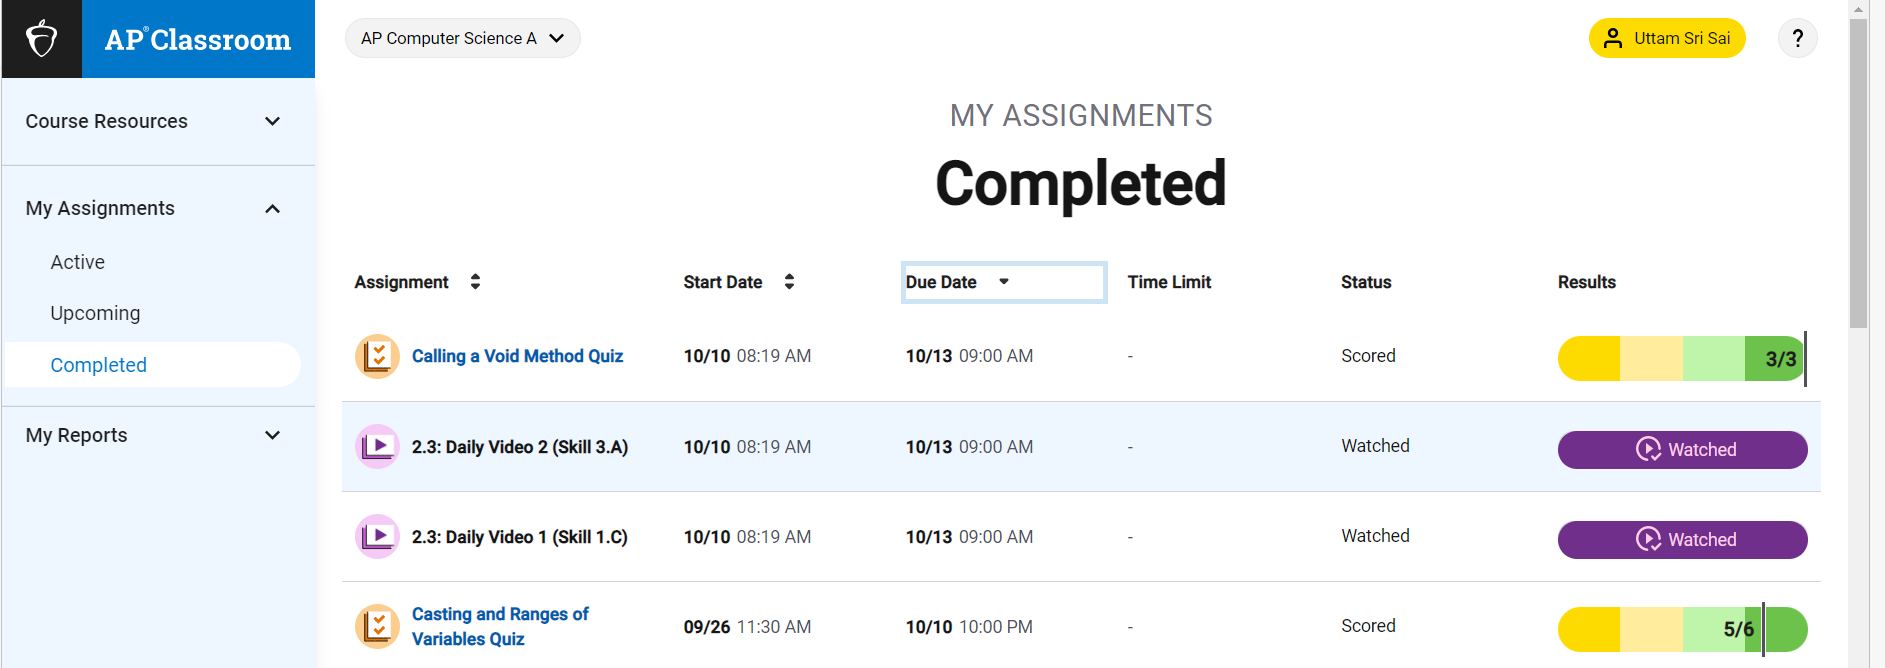 AP® Classroom
AP Computer Science A
Uttam Sri Sai
?
Course Resources
My Assignments
Active
Upcoming
Completed
My Reports
MY ASSIGNMENTS
Completed
Assignment Start Date Due Date Time Limit Status Results
Calling a Void Method Quiz 10/10 08:19 AM 10/13 09:00 AM - Scored 3/3
2.3: Daily Video 2 (Skill 3.A) 10/10 08:19 AM 10/13 09:00 AM - Watched Watched
2.3: Daily Video 1 (Skill 1.C) 10/10 08:19 AM 10/13 09:00 AM - Watched Watched
Casting and Ranges of
Variables Quiz 09/26 11:30 AM 10/10 10:00 PM - Scored 5/6